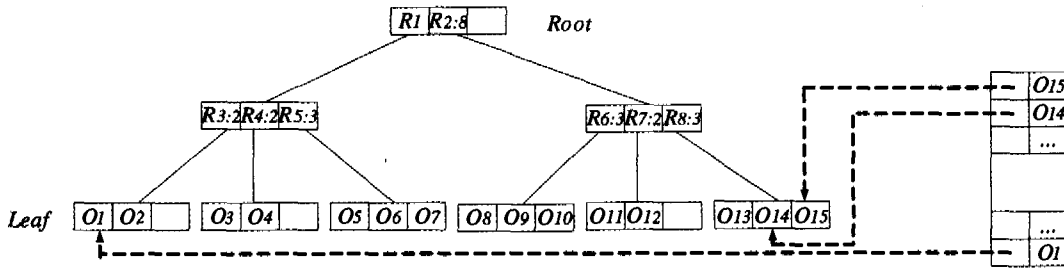 R1 R2:8 Root
O15
R3:2 R4:2 R5:3 R6:3 R7:2 R8:3 O14
...
Leaf O1 O2 O3 O4 O5 O6 O7 O8 O9 O10 O11 O12 O13 O14 O15
...
O1